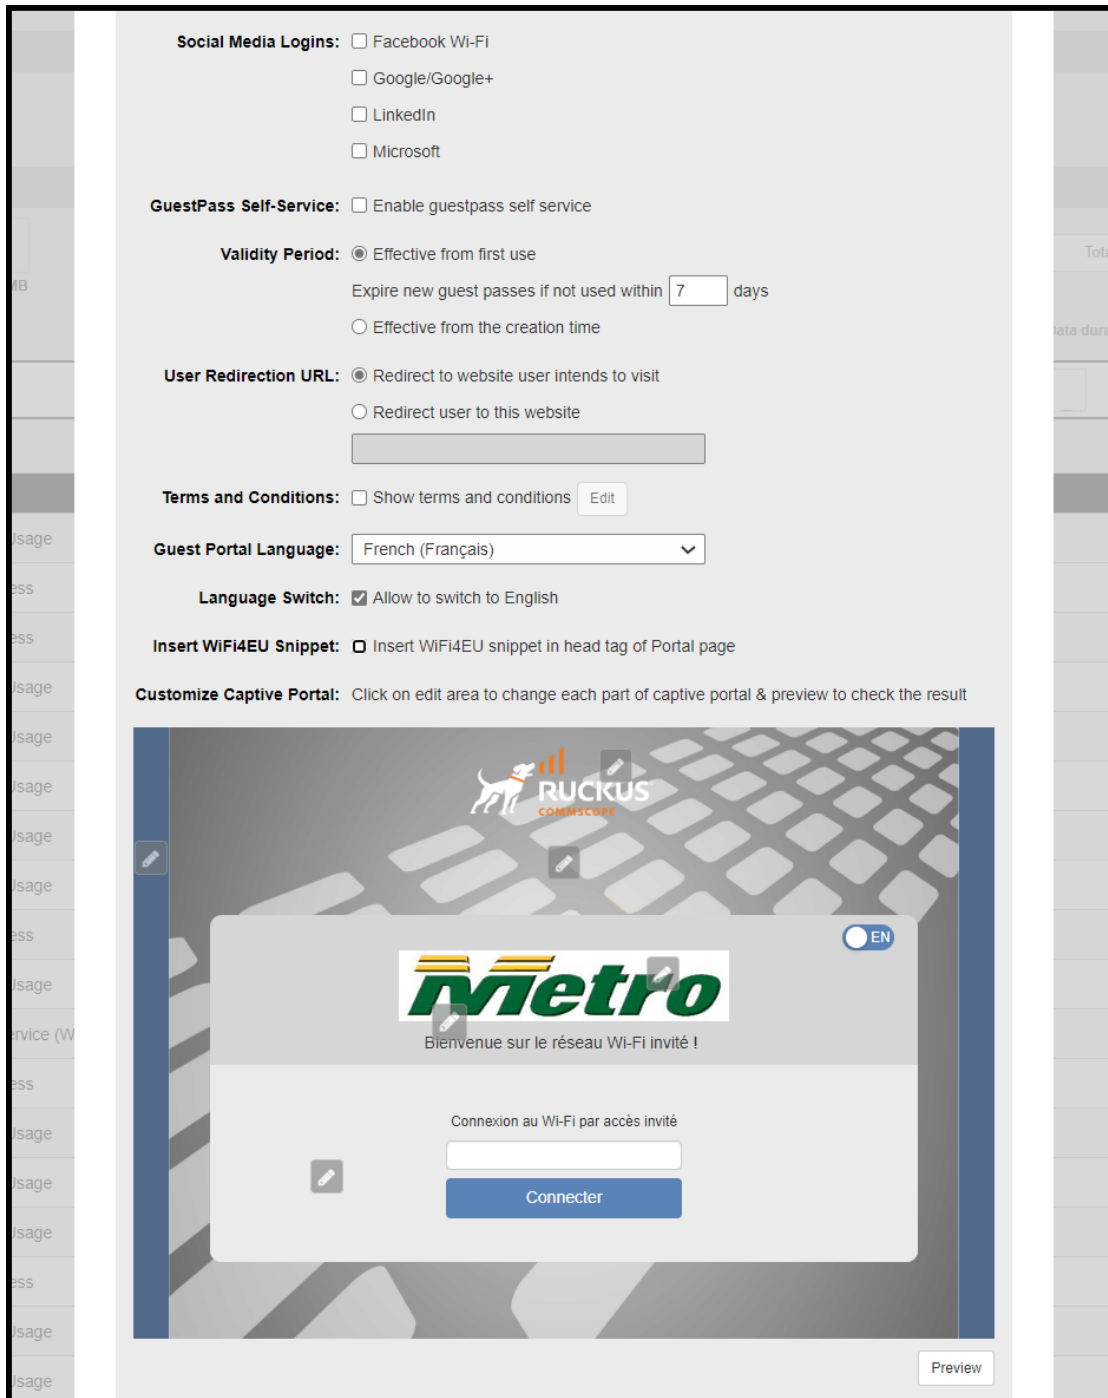 Social Media Logins: Facebook Wi-Fi
Google/Google+
LinkedIn
Microsoft
GuestPass Self-Service: Enable guestpass self service
Validity Period: Effective from first use
Expire new guest passes if not used within 7 days
Effective from the creation time
User Redirection URL: Redirect to website user intends to visit
Redirect user to this website
Terms and Conditions: Show terms and conditions Edit
Guest Portal Language: French (Français)
Language Switch: Allow to switch to English
Insert WiFi4EU Snippet: Insert WiFi4EU snippet in head tag of Portal page
Customize Captive Portal: Click on edit area to change each part of captive portal & preview to check the result
RUCKUS
COMMSCOPE
EN
Metro
Bienvenue sur le réseau Wi-Fi invité !
Connexion au Wi-Fi par accès invité
Connecter
Preview